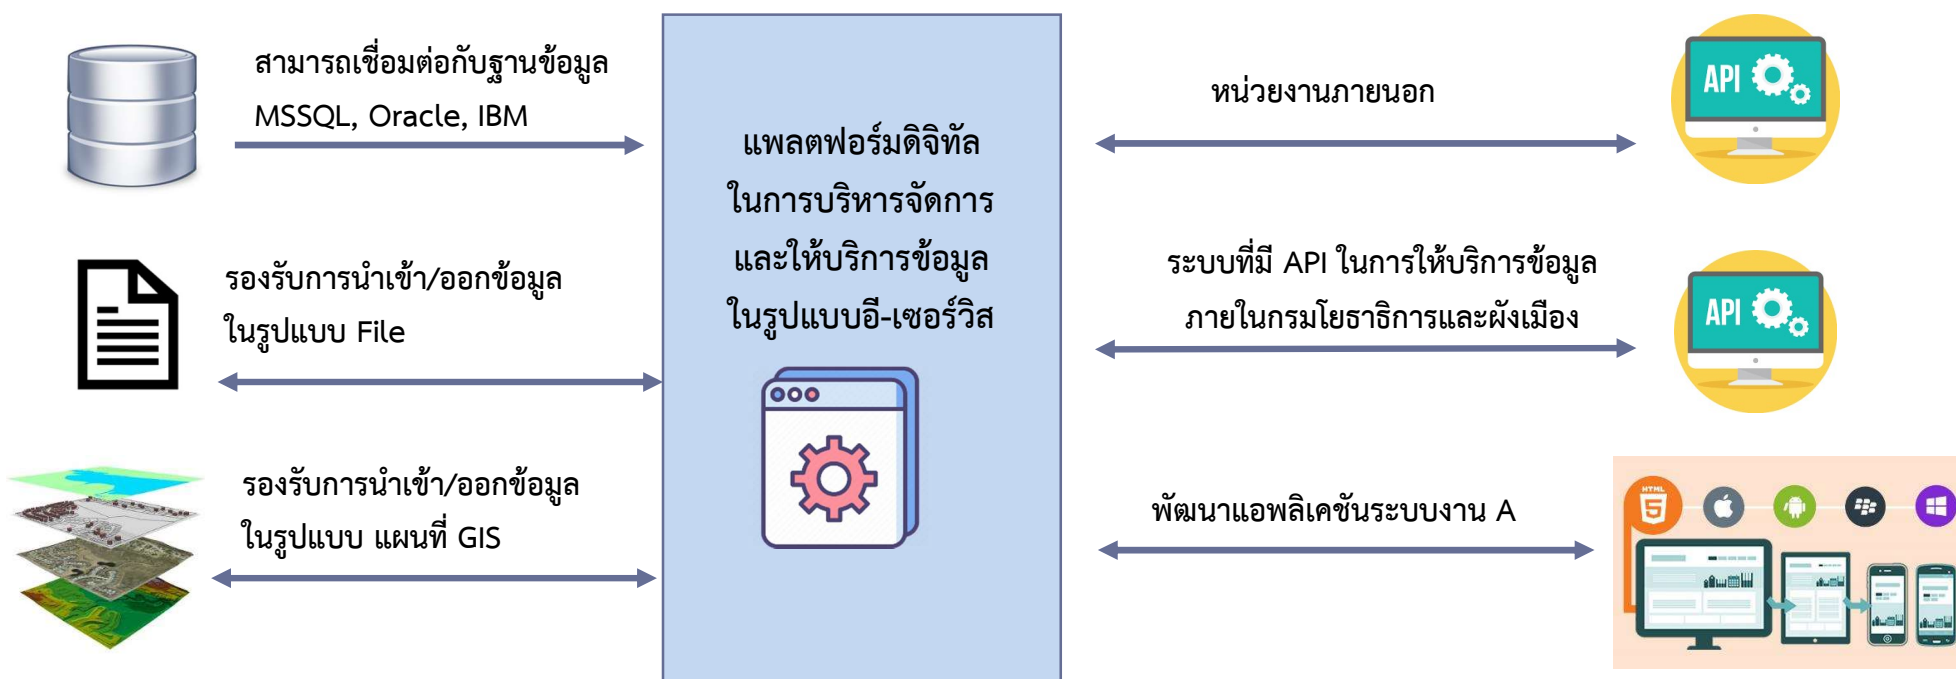 สามารถเชื่อมต่อกับฐานข้อมูล
MSSQL, Oracle, IBM
รองรับการนำเข้า/ออกข้อมูล
ในรูปแบบ File
รองรับการนำเข้า/ออกข้อมูล
ในรูปแบบ แผนที่ GIS
แพลตฟอร์มดิจิทัล
ในการบริหารจัดการ
และให้บริการข้อมูล
ในรูปแบบอี-เซอร์วิส
หน่วยงานภายนอก
API
ระบบที่มี API ในการให้บริการข้อมูล
ภายในกรมโยธาธิการและผังเมือง
API
พัฒนาแอพลิเคชันระบบงาน A
HTML
5